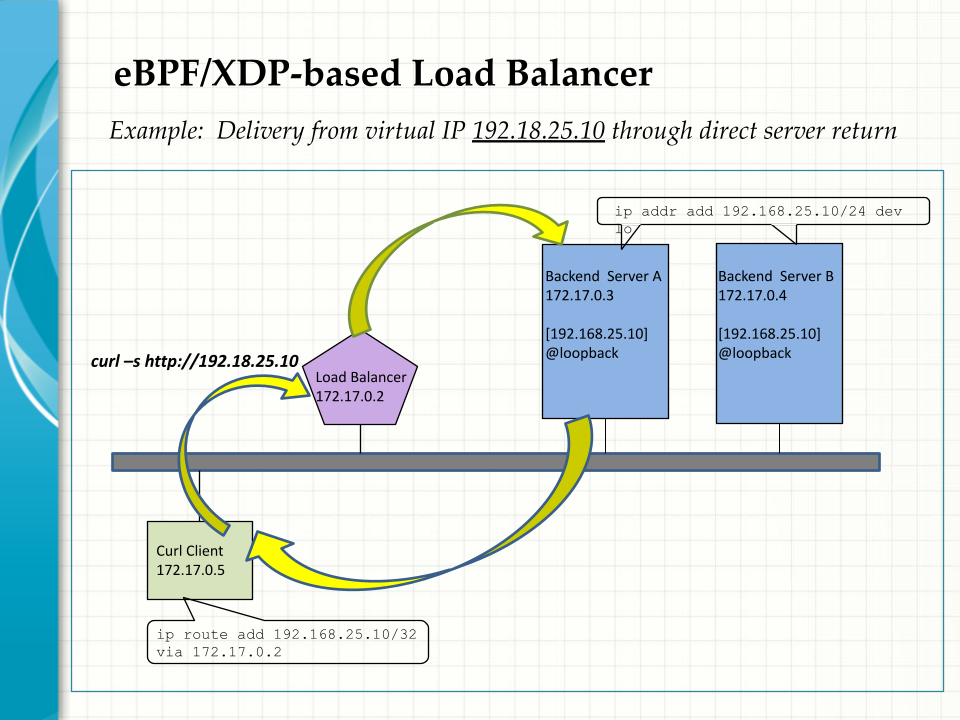 eBPF/XDP-based Load Balancer
Example:  Delivery from virtual IP 192.18.25.10 through direct server return
ip addr add 192.168.25.10/24 dev
lo
Backend  Server A
172.17.0.3
[192.168.25.10]
@loopback
Backend  Server B
172.17.0.4
[192.168.25.10]
@loopback
curl –s http://192.18.25.10
Load Balancer
172.17.0.2
Curl Client
172.17.0.5
ip route add 192.168.25.10/32
via 172.17.0.2